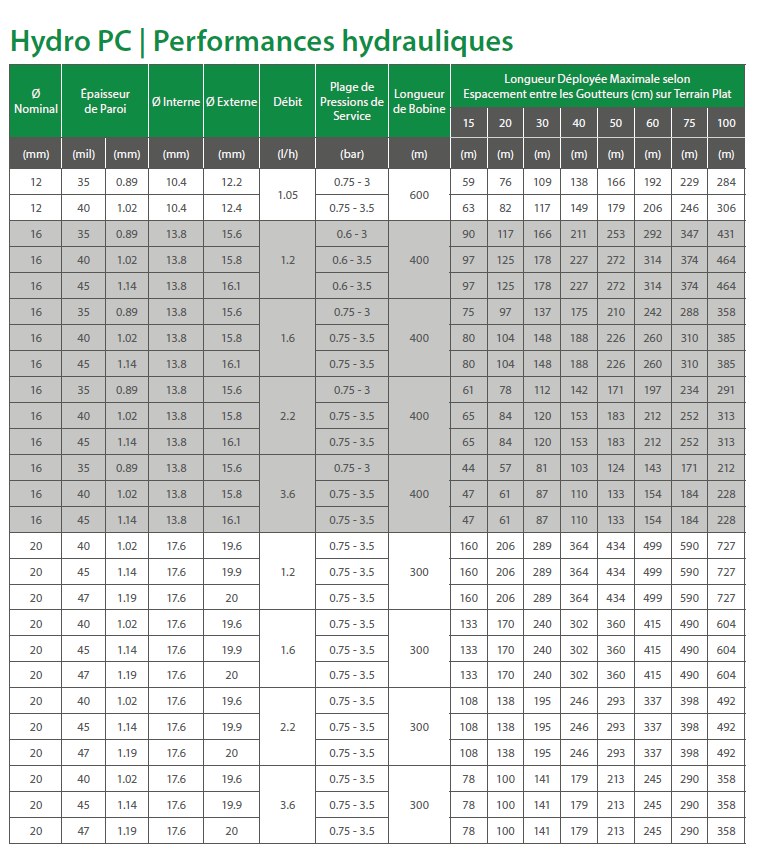 Hydro PC | Performances hydrauliques
Ø Nominal Épaisseur de Paroi Ø Interne Ø Externe Débit Plage de Pressions de Service Longueur de Bobine Longueur Déployée Maximale selon Espacement entre les Goutteurs (cm) sur Terrain Plat
15 20 30 40 50 60 75 100
(mm) (mil) (mm) (mm) (mm) (l/h) (bar) (m) (m) (m) (m) (m) (m) (m) (m) (m)
12 35 0.89 10.4 12.2 1.05 0.75 - 3 600 59 76 109 138 166 192 229 284
12 40 1.02 10.4 12.4 0.75 - 3.5 63 82 117 149 179 206 246 306
16 35 0.89 13.8 15.6 0.6 - 3 90 117 166 211 253 292 347 431
16 40 1.02 13.8 15.8 1.2 0.6 - 3.5 400 97 125 178 227 272 314 374 464
16 45 1.14 13.8 16.1 0.6 - 3.5 97 125 178 227 272 314 374 464
16 35 0.89 13.8 15.6 0.75 - 3 75 97 137 175 210 242 288 358
16 40 1.02 13.8 15.8 1.6 0.75 - 3.5 400 80 104 148 188 226 260 310 385
16 45 1.14 13.8 16.1 0.75 - 3.5 80 104 148 188 226 260 310 385
16 35 0.89 13.8 15.6 0.75 - 3 61 78 112 142 171 197 234 291
16 40 1.02 13.8 15.8 2.2 0.75 - 3.5 400 65 84 120 153 183 212 252 313
16 45 1.14 13.8 16.1 0.75 - 3.5 65 84 120 153 183 212 252 313
16 35 0.89 13.8 15.6 0.75 - 3 44 57 81 103 124 143 171 212
16 40 1.02 13.8 15.8 3.6 0.75 - 3.5 400 47 61 87 110 133 154 184 228
16 45 1.14 13.8 16.1 0.75 - 3.5 47 61 87 110 133 154 184 228
20 40 1.02 17.6 19.6 0.75 - 3.5 160 206 289 364 434 499 590 727
20 45 1.14 17.6 19.9 1.2 0.75 - 3.5 300 160 206 289 364 434 499 590 727
20 47 1.19 17.6 20 0.75 - 3.5 160 206 289 364 434 499 590 727
20 40 1.02 17.6 19.6 0.75 - 3.5 133 170 240 302 360 415 490 604
20 45 1.14 17.6 19.9 1.6 0.75 - 3.5 300 133 170 240 302 360 415 490 604
20 47 1.19 17.6 20 0.75 - 3.5 133 170 240 302 360 415 490 604
20 40 1.02 17.6 19.6 0.75 - 3.5 108 138 195 246 293 337 398 492
20 45 1.14 17.6 19.9 2.2 0.75 - 3.5 300 108 138 195 246 293 337 398 492
20 47 1.19 17.6 20 0.75 - 3.5 108 138 195 246 293 337 398 492
20 40 1.02 17.6 19.6 0.75 - 3.5 78 100 141 179 213 245 290 358
20 45 1.14 17.6 19.9 3.6 0.75 - 3.5 300 78 100 141 179 213 245 290 358
20 47 1.19 17.6 20 0.75 - 3.5 78 100 141 179 213 245 290 358